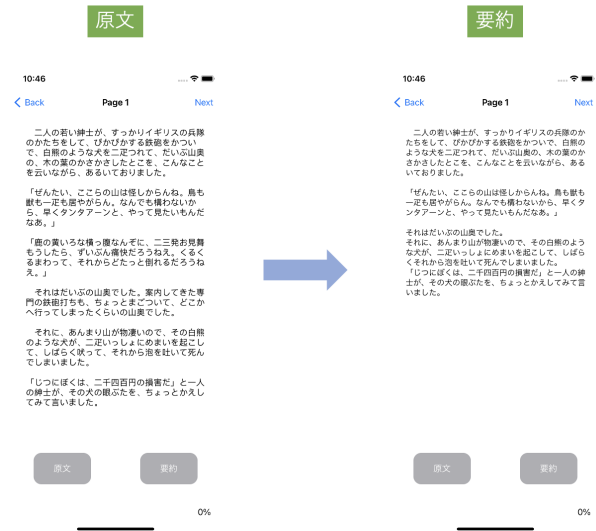 原文
10:46
Back
Page 1
Next
二人の若い紳士が、すっかりイギリスの兵隊
のかたちをして、ぴかぴかする鉄砲をかつい
で、白熊のような犬を二疋つれて、だいぶ山奥
の、木の葉のかさかさしたとこを、こんなこと
を云いながら、あるいておりました。
「ぜんたい、ここらの山は怪しからんね。鳥も
獣も一疋も居やがらん。なんでも構わないか
ら、早くタンタアーンと、やって見たいもんだ
なあ。」
「鹿の黄いろな横っ腹なんぞに、二三発お見舞
もうしたら、ずいぶん痛快だろうねえ。くるく
るまわって、それからどたっと倒れるだろうね
え。」
それはだいぶの山奥でした。案内してきた専
門の鉄砲打ちも、ちょっとまごついて、どこか
へ行ってしまったくらいの山奥でした。
それに、あんまり山が物凄いので、その白熊
のような犬が、二疋いっしょにめまいを起こし
て、しばらく吠って、それから泡を吐いて死ん
でしまいました。
「じつにぼくは、二千四百円の損害だ」と一人
の紳士が、その犬の眼ぶたを、ちょっとかえし
てみて言いました。
原文
要約
0%
要約
10:46
Back
Page 1
Next
二人の若い紳士が、すっかりイギリスの兵隊のか
たちをして、ぴかぴかする鉄砲をかついで、白熊の
ような犬を二疋つれて、だいぶ山奥の、木の葉のか
さかさしたとこを、こんなことを云いながら、ある
いておりました。
「ぜんたい、ここらの山は怪しからんね。鳥も獣も
一疋も居やがらん。なんでも構わないから、早くタ
ンタアーンと、やって見たいもんだなあ。」
それはだいぶの山奥でした。
それに、あんまり山が物凄いので、その白熊のよう
な犬が、二疋いっしょにめまいを起こして、しばら
くそれから泡を吐いて死んでしまいました。
「じつにぼくは、二千四百円の損害だ」と一人の紳
士が、その犬の眼ぶたを、ちょっとかえしてみて言
いました。
原文
要約
0%